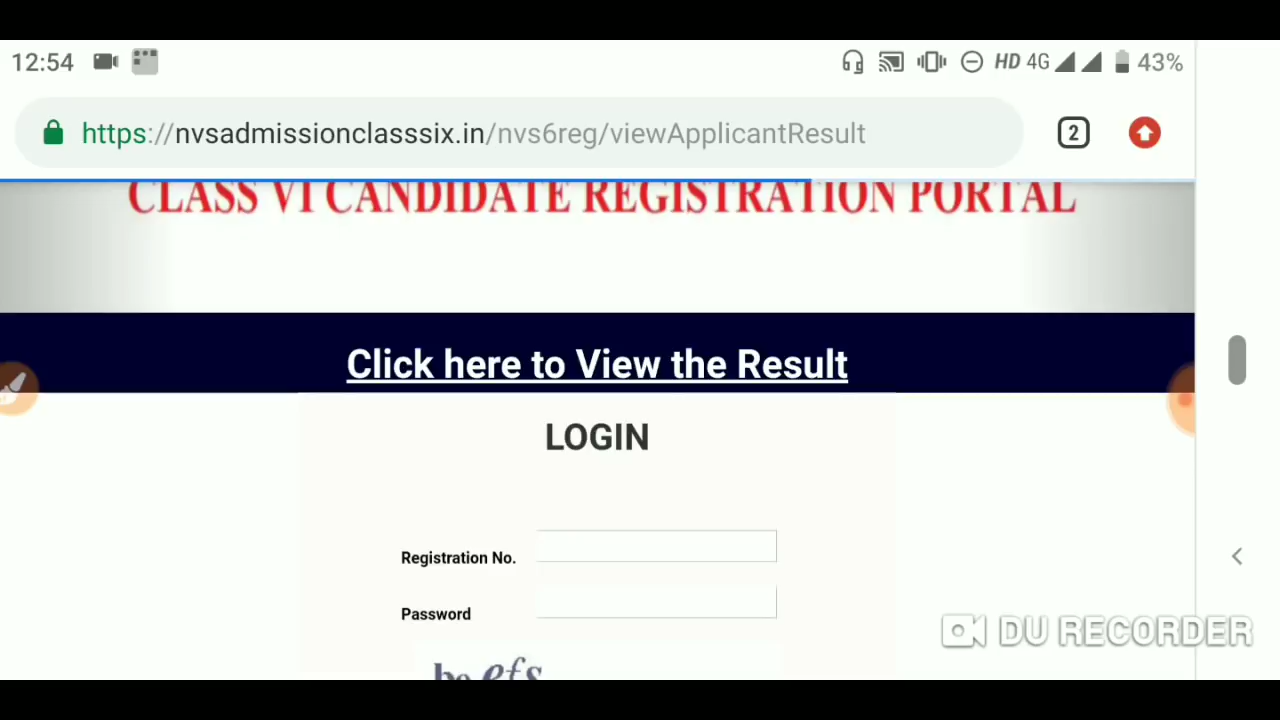 12:54 HD 4G 43%
https://nvsadmissionclasssix.in/nvs6reg/viewApplicantResult
2
CLASS VI CANDIDATE REGISTRATION PORTAL
Click here to View the Result
LOGIN
Registration No.
Password
DU RECORDER